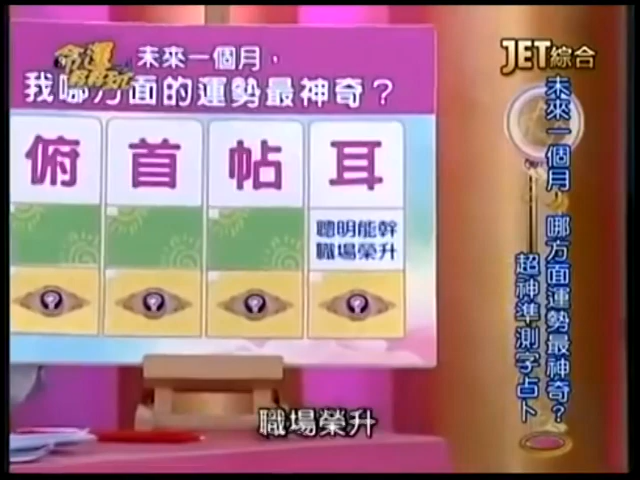 命運好好玩
JET綜合
未來一個月，
我哪方面的運勢最神奇？
俯 首 帖 耳
聰明能幹
職場榮升
未來一個月，哪方面運勢最神奇？
超神準測字占卜
職場榮升